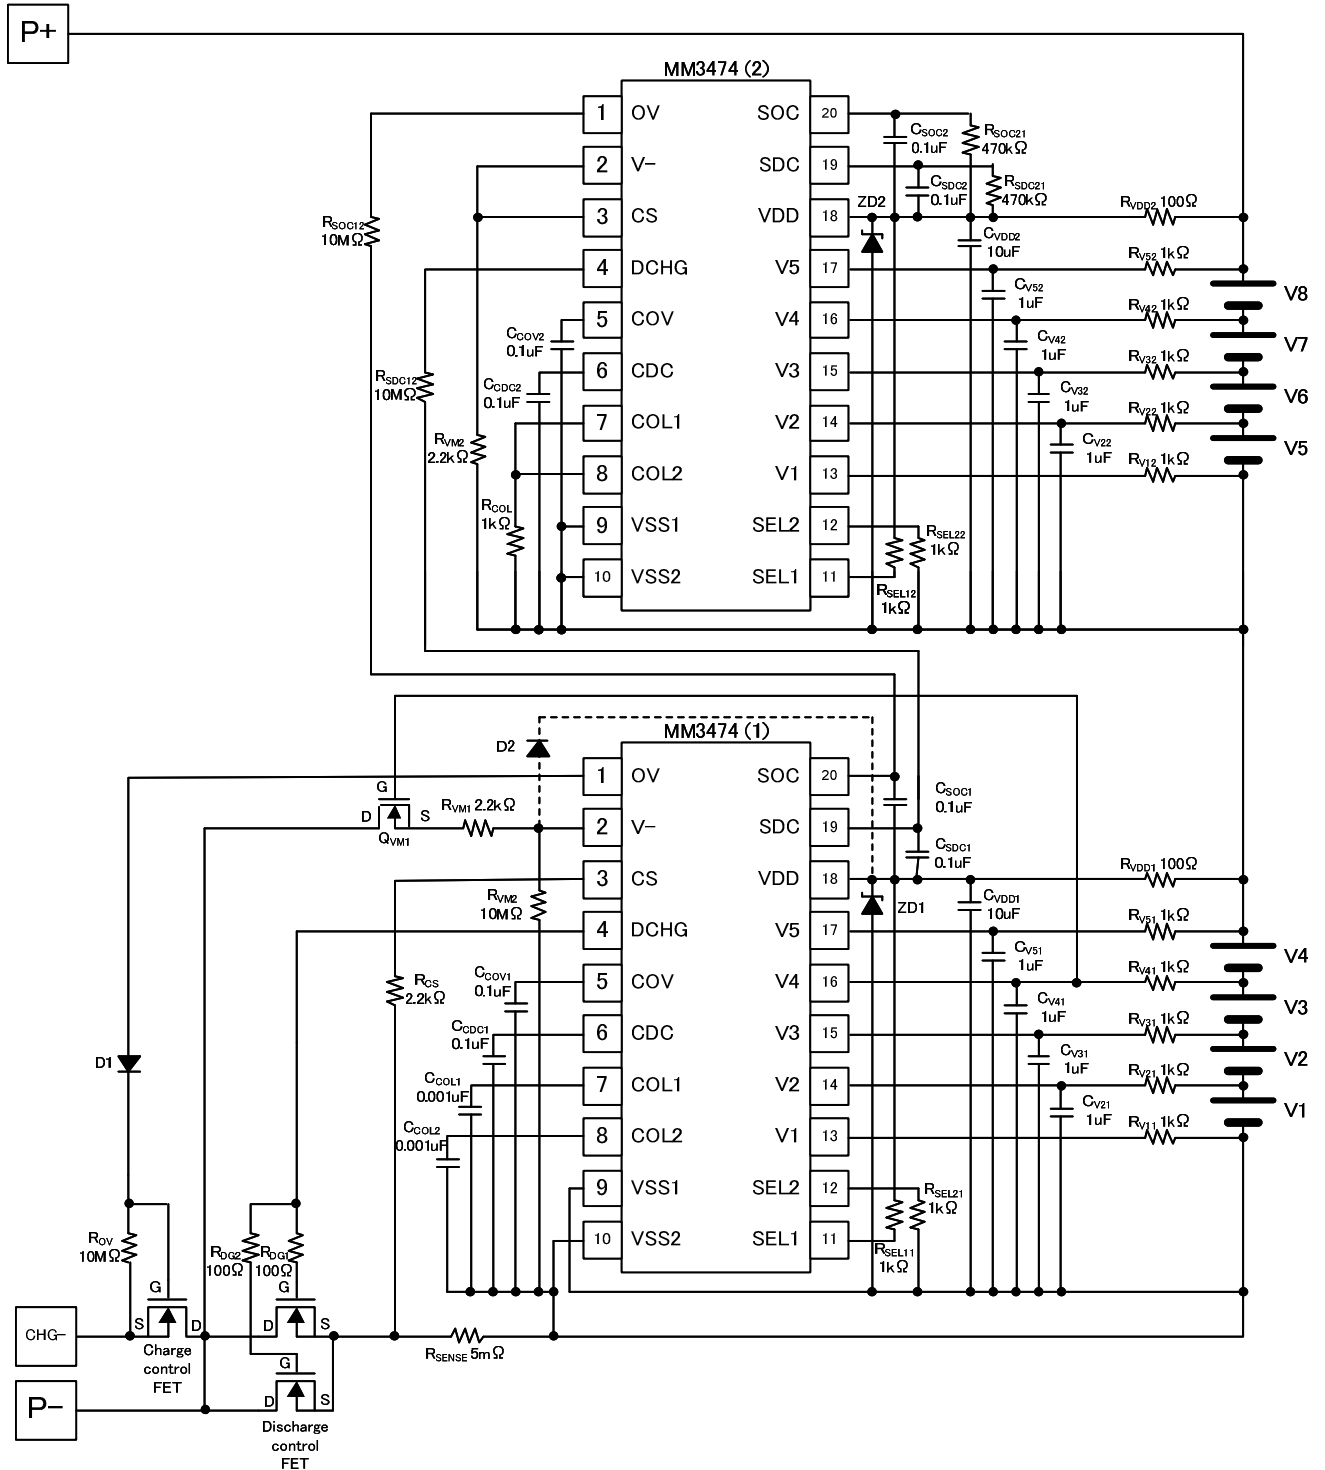 P+
MM3474 (2)
1 OV SOC 20
2 V- SDC 19
3 CS VDD 18
4 DCHG V5 17
5 COV V4 16
6 CDC V3 15
7 COL1 V2 14
8 COL2 V1 13
9 VSS1 SEL2 12
10 VSS2 SEL1 11
RSOC12
10MΩ
RSDC12
10MΩ
RVM2
2.2kΩ
CCOV2
0.1uF
CCDC2
0.1uF
RCOL
1kΩ
CSOC2
0.1uF
RSOC21
470kΩ
CSDC2
0.1uF
RSDC21
470kΩ
ZD2
CVDD2
10uF
CV52
1uF
CV42
1uF
CV32
1uF
CV22
1uF
RSEL22
1kΩ
RSEL12
1kΩ
RVDD2 100Ω
RV52 1kΩ
RV42 1kΩ
RV32 1kΩ
RV22 1kΩ
RV12 1kΩ
V8
V7
V6
V5
MM3474 (1)
1 OV SOC 20
2 V- SDC 19
3 CS VDD 18
4 DCHG V5 17
5 COV V4 16
6 CDC V3 15
7 COL1 V2 14
8 COL2 V1 13
9 VSS1 SEL2 12
10 VSS2 SEL1 11
D2
G
D S
QVM1
RVM1 2.2kΩ
RVM2
10MΩ
RCS
2.2kΩ
CCOV1
0.1uF
CCDC1
0.1uF
CCOL1
0.001uF
CCOL2
0.001uF
CSOC1
0.1uF
CSDC1
0.1uF
ZD1
CVDD1
10uF
CV51
1uF
CV41
1uF
CV31
1uF
CV21
1uF
RSEL21
1kΩ
RSEL11
1kΩ
RVDD1 100Ω
RV51 1kΩ
RV41 1kΩ
RV31 1kΩ
RV21 1kΩ
RV11 1kΩ
V4
V3
V2
V1
D1
ROV
10MΩ
RDG2
100Ω
RDG1
100Ω
G
S D
G
D S
CHG-
Charge
control
FET
RSENSE 5mΩ
G
D S
P-
Discharge
control
FET